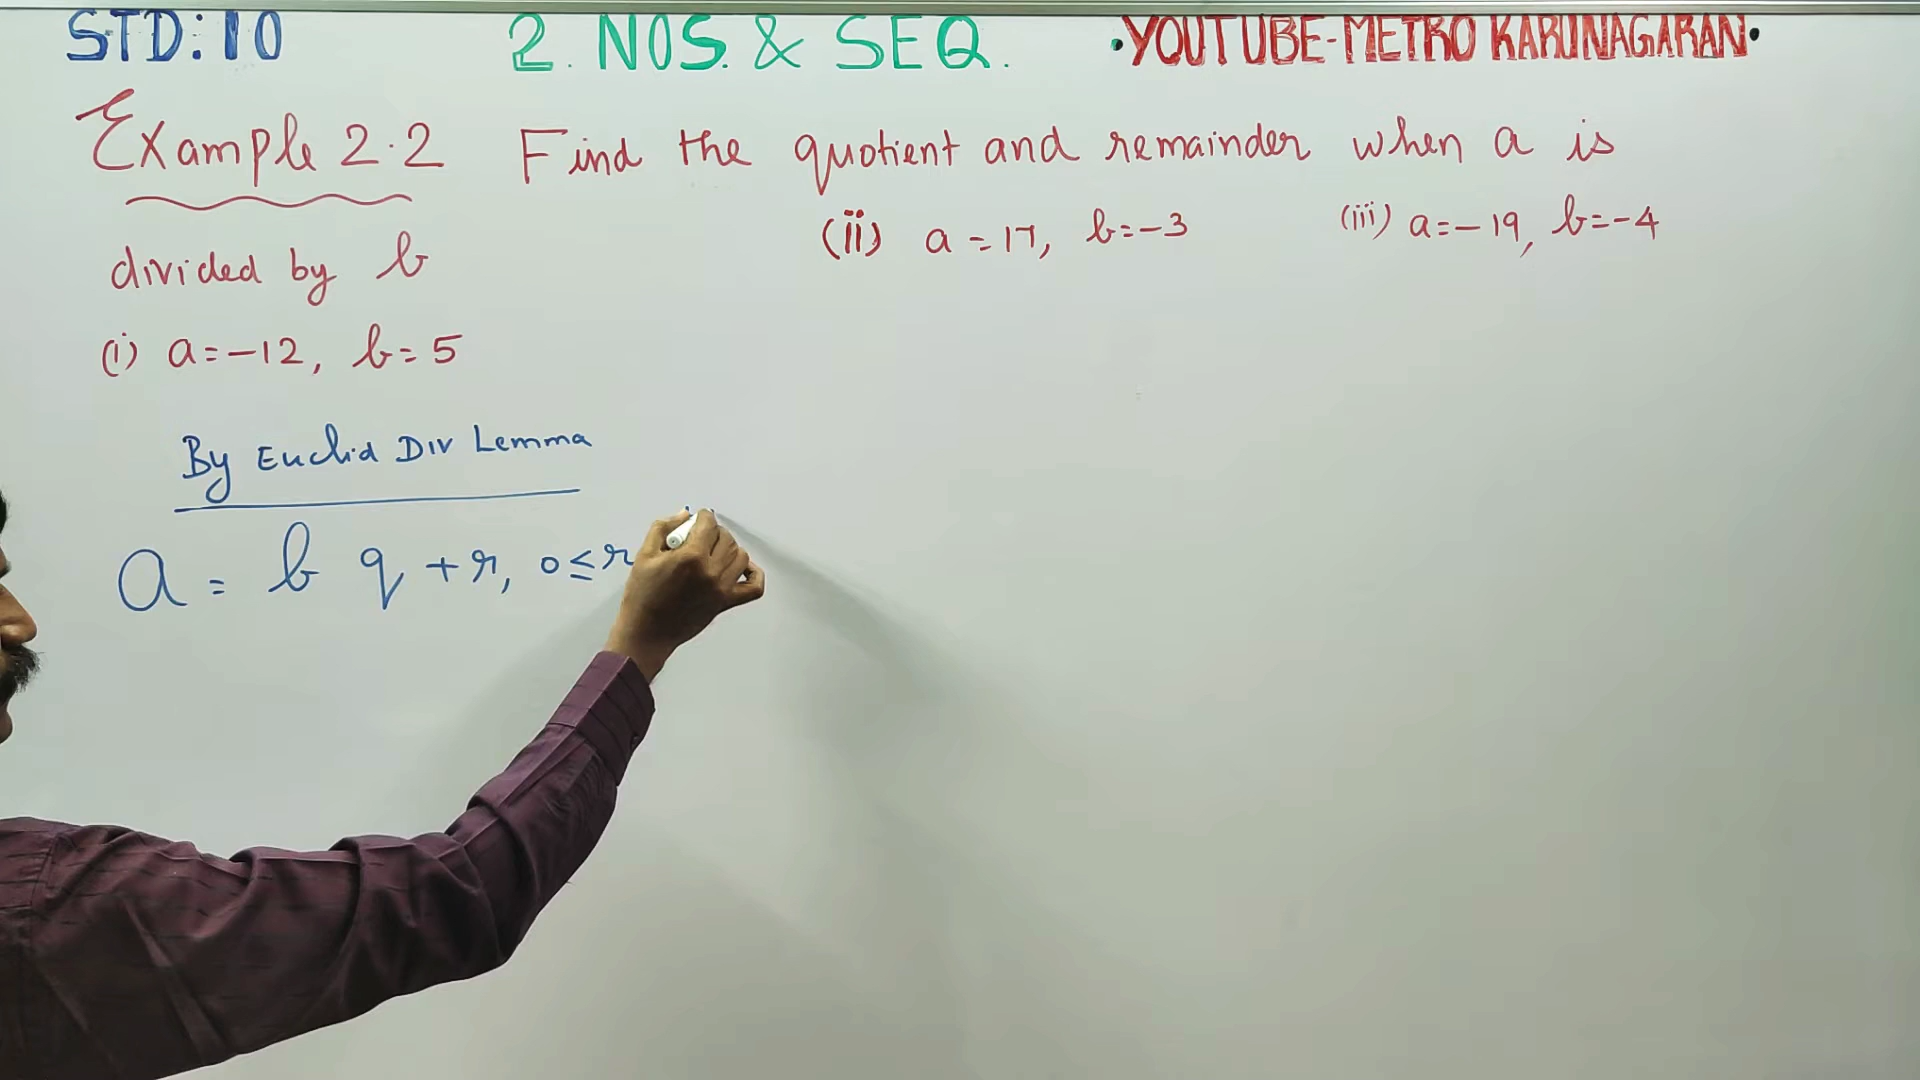 STD:10 2. NOS. & SEQ. •YOUTUBE-METRO KARUNAGARAN•
Example 2.2 Find the quotient and remainder when a is
divided by b
(i) a=-12, b=5
(ii) a=17, b=-3
(iii) a=-19, b=-4
By Euclid Div Lemma
a = b q + r, 0≤r